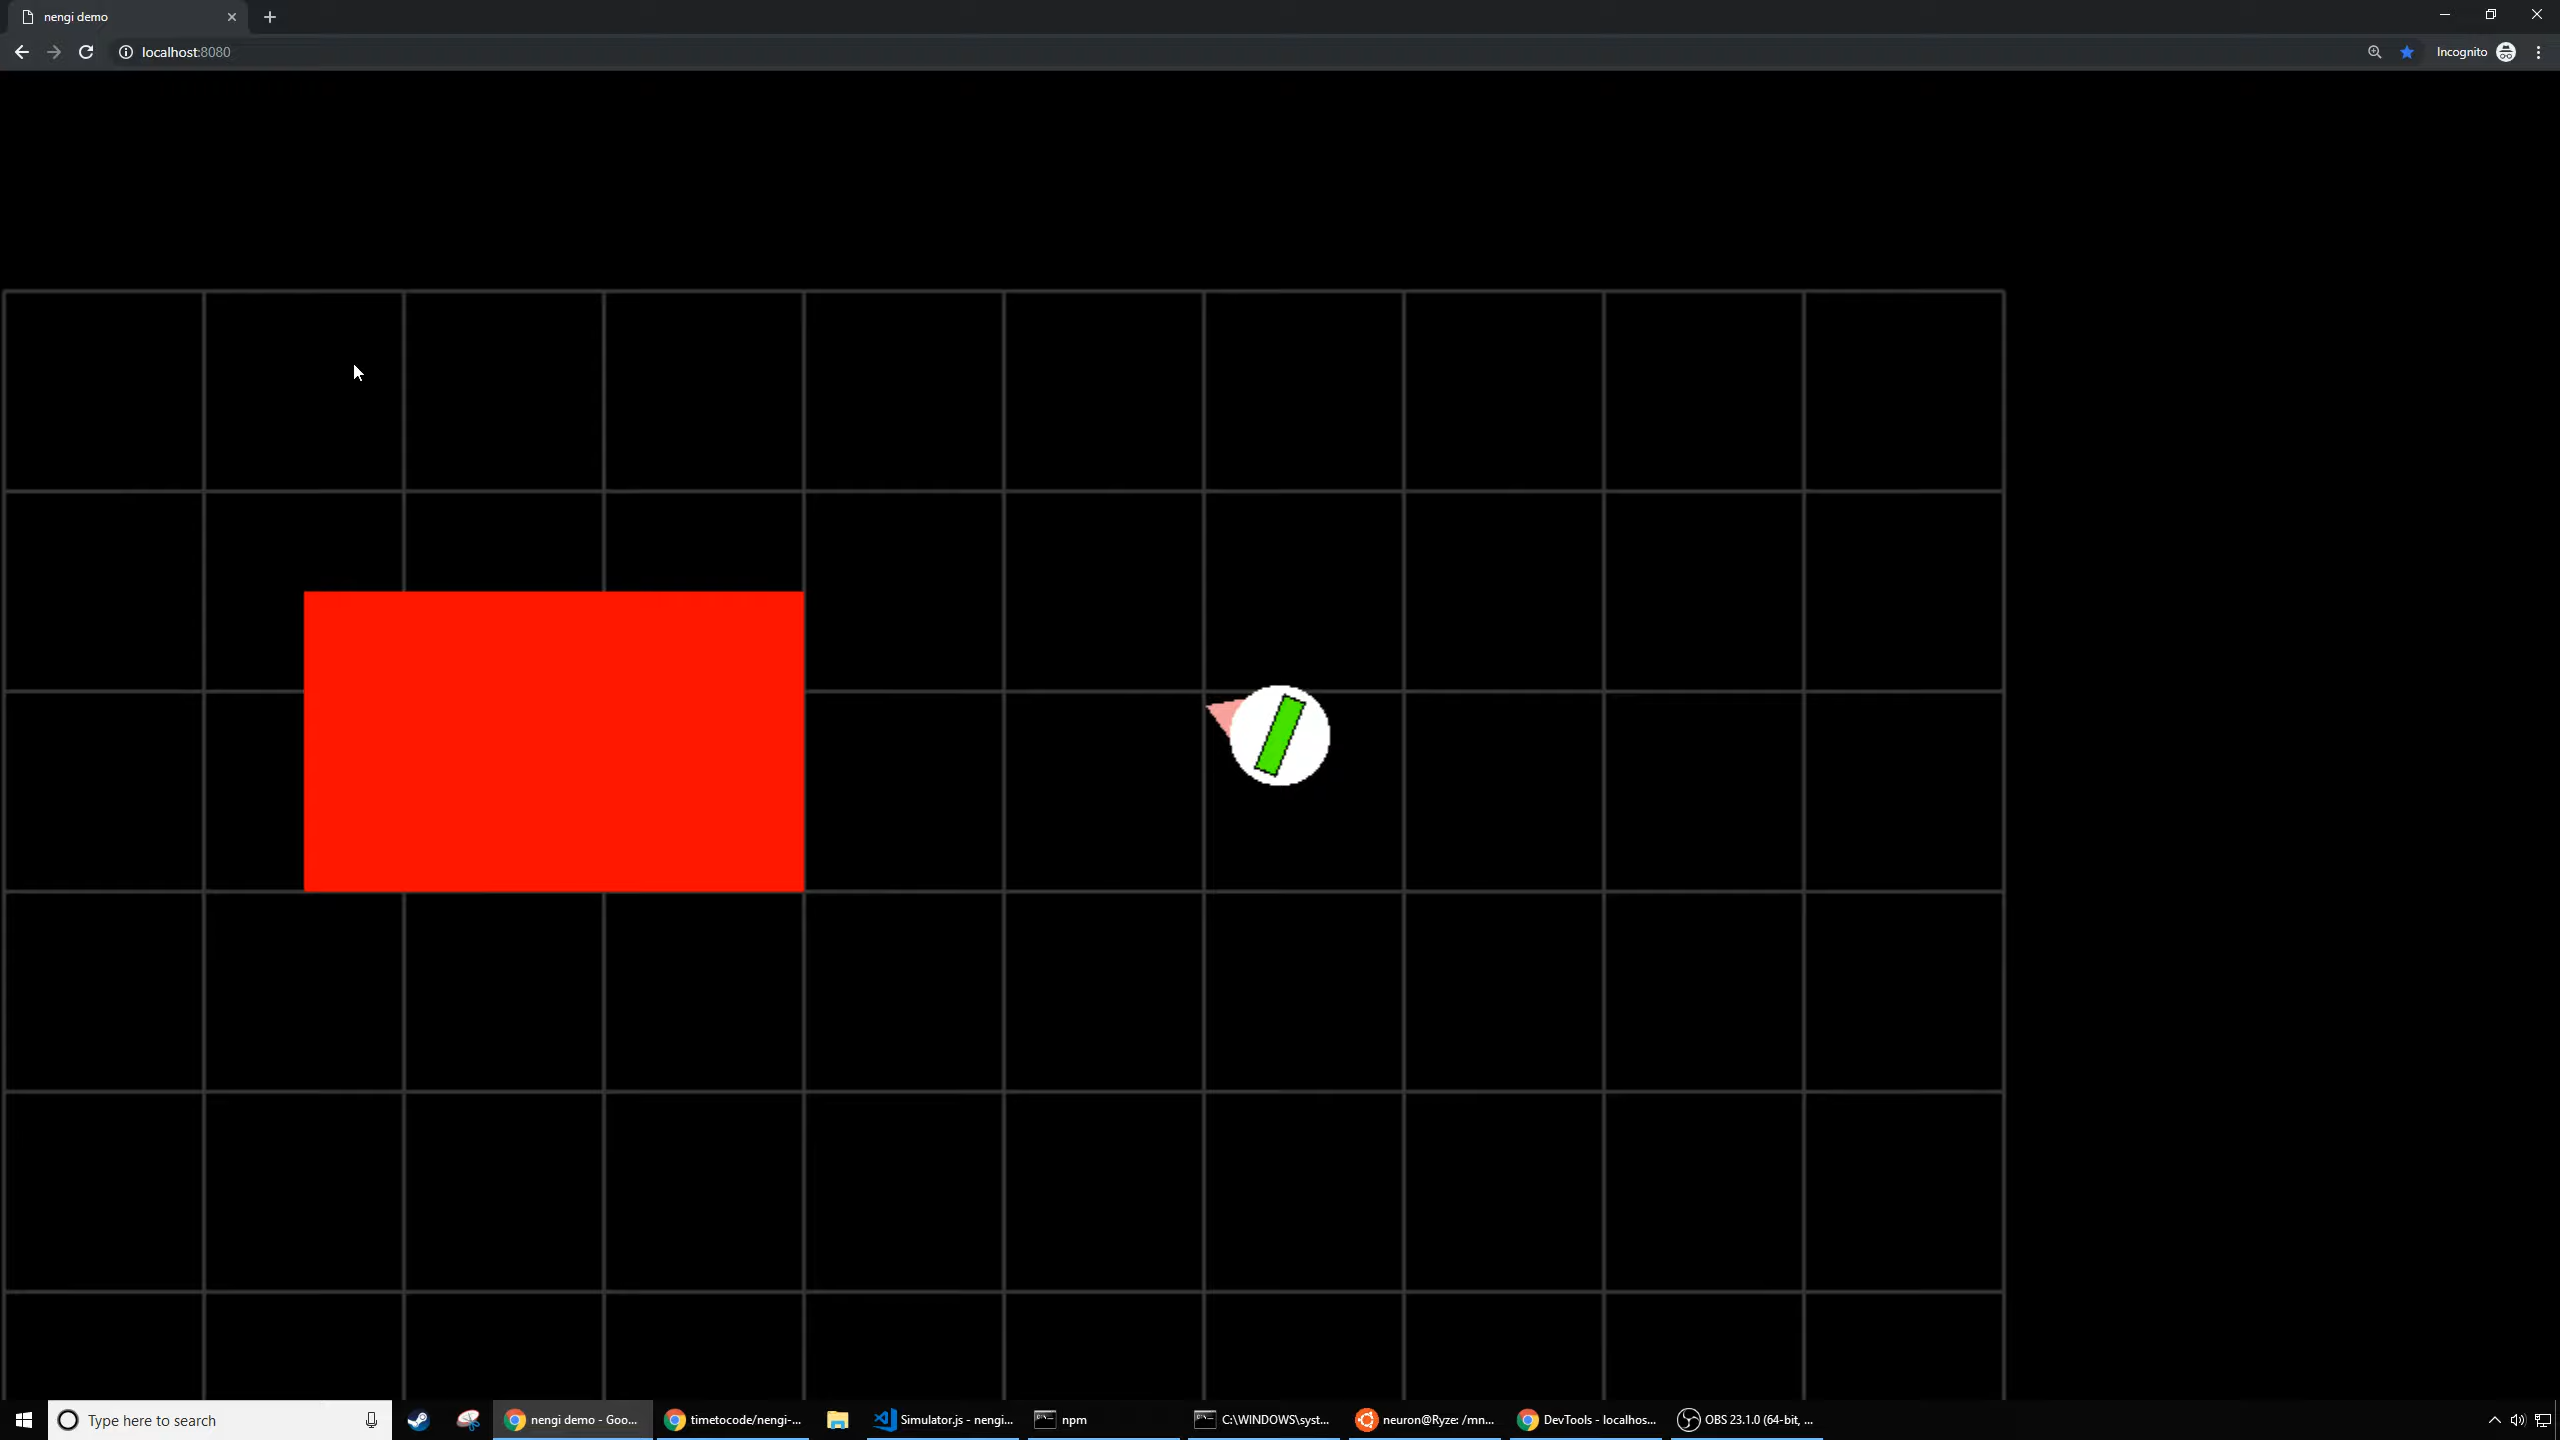 nengi demo
localhost:8080
Incognito
Type here to search
nengi demo - Goo...
timetocode/nengi-...
Simulator.js - nengi...
npm
C:\WINDOWS\syst...
neuron@Ryze: /mn...
DevTools - localhos...
OBS 23.1.0 (64-bit, ...